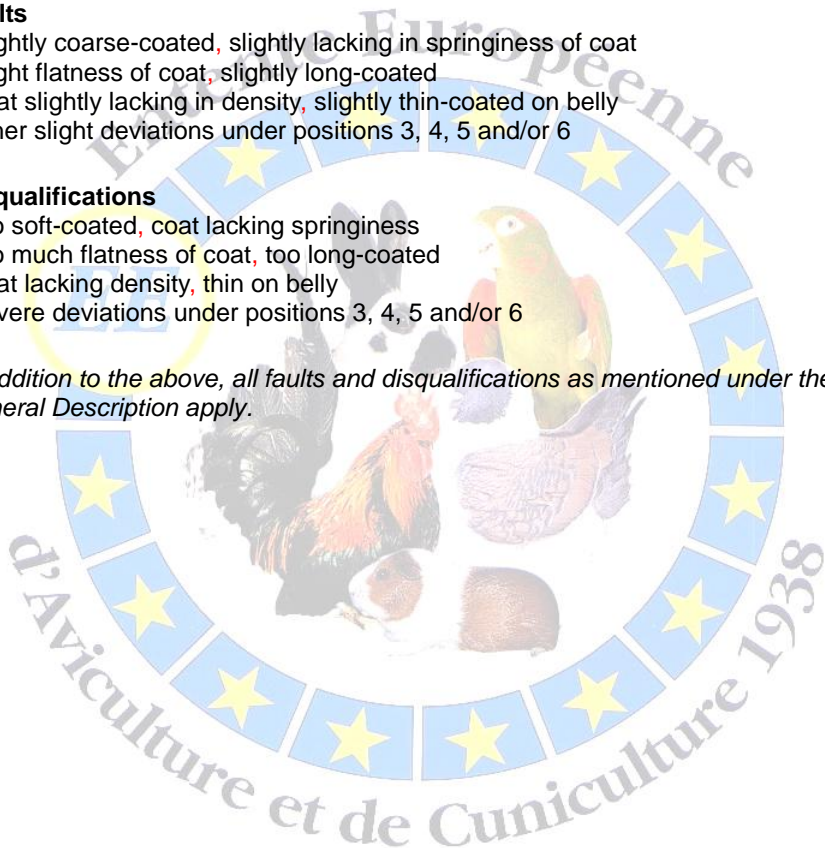 lts
ghtly coarse-coated, slightly lacking in springiness of coat
ght flatness of coat, slightly long-coated
at slightly lacking in density, slightly thin-coated on belly
ner slight deviations under positions 3, 4, 5 and/or 6
qualifications
o soft-coated, coat lacking springiness
o much flatness of coat, too long-coated
at lacking density, thin on belly
vere deviations under positions 3, 4, 5 and/or 6
ddition to the above, all faults and disqualifications as mentioned under the
neral Description apply.
Entente Européenne
EE
d'Aviculture et de Cuniculture 1938